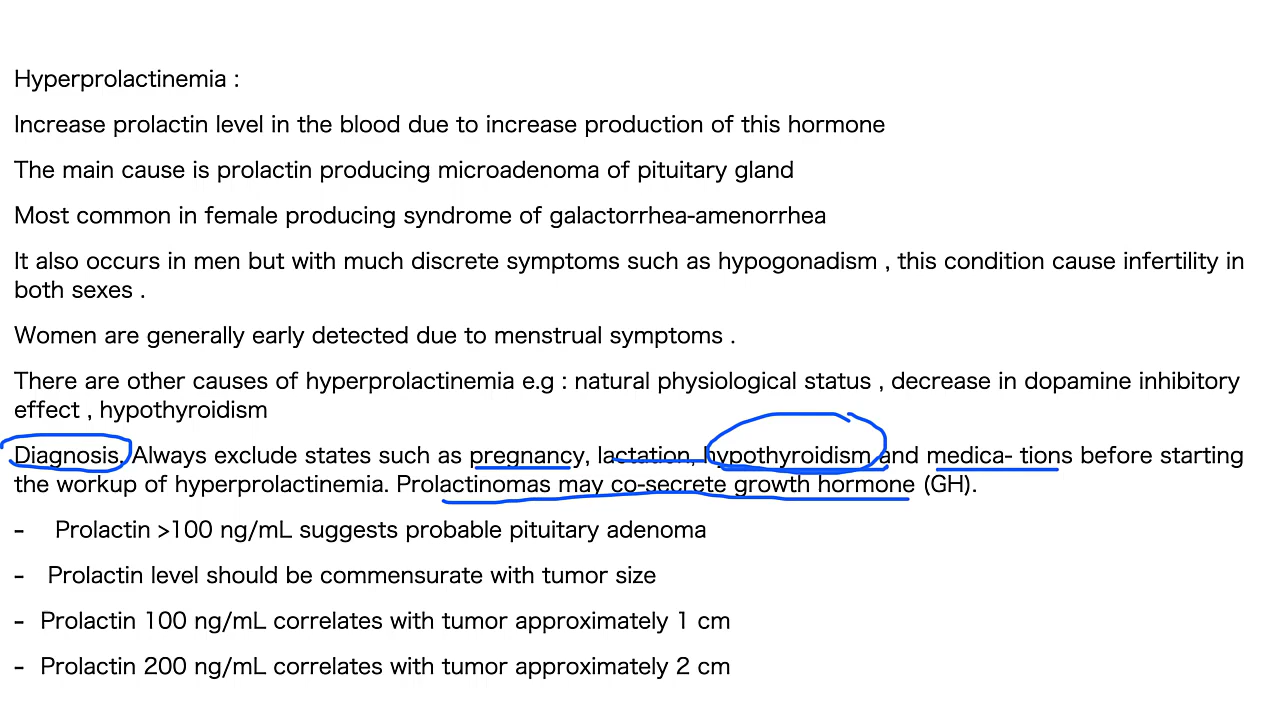 Hyperprolactinemia :
Increase prolactin level in the blood due to increase production of this hormone
The main cause is prolactin producing microadenoma of pituitary gland
Most common in female producing syndrome of galactorrhea-amenorrhea
It also occurs in men but with much discrete symptoms such as hypogonadism , this condition cause infertility in
both sexes .
Women are generally early detected due to menstrual symptoms .
There are other causes of hyperprolactinemia e.g : natural physiological status , decrease in dopamine inhibitory
effect , hypothyroidism
Diagnosis. Always exclude states such as pregnancy, lactation, hypothyroidism and medica- tions before starting
the workup of hyperprolactinemia. Prolactinomas may co-secrete growth hormone (GH).
- Prolactin >100 ng/mL suggests probable pituitary adenoma
- Prolactin level should be commensurate with tumor size
- Prolactin 100 ng/mL correlates with tumor approximately 1 cm
- Prolactin 200 ng/mL correlates with tumor approximately 2 cm